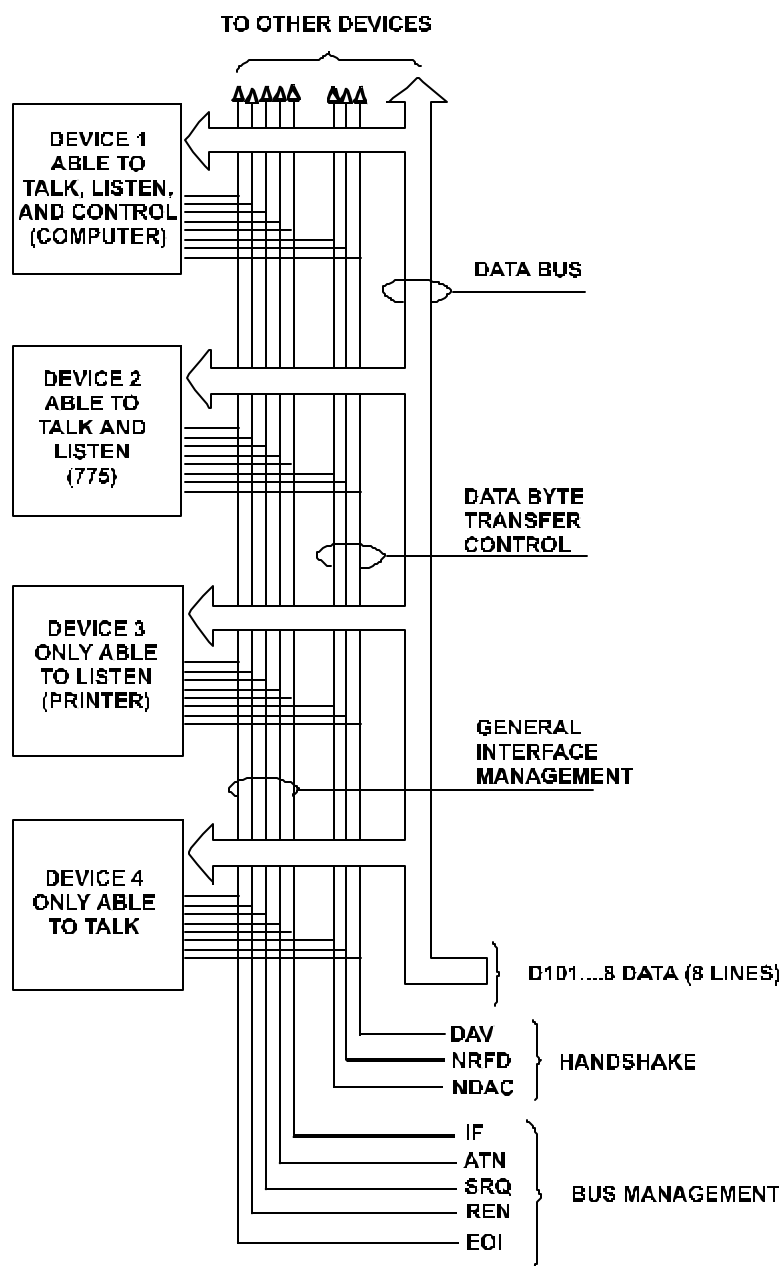 TO OTHER DEVICES
DEVICE 1
ABLE TO
TALK, LISTEN,
AND CONTROL
(COMPUTER)
DATA BUS
DEVICE 2
ABLE TO
TALK AND
LISTEN
(775)
DATA BYTE
TRANSFER
CONTROL
DEVICE 3
ONLY ABLE
TO LISTEN
(PRINTER)
GENERAL
INTERFACE
MANAGEMENT
DEVICE 4
ONLY ABLE
TO TALK
D101....8 DATA (8 LINES)
DAV
NRFD
NDAC
HANDSHAKE
IF
ATN
SRQ
REN
EOI
BUS MANAGEMENT